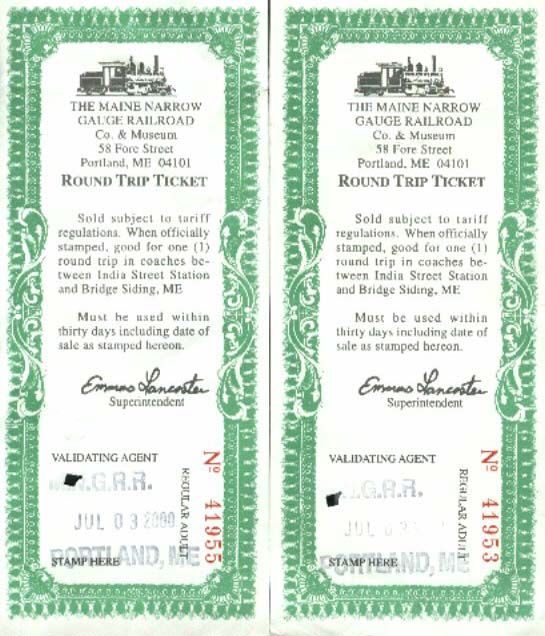 THE MAINE NARROW
GAUGE RAILROAD
Co. & Museum
58 Fore Street
Portland, ME 04101
ROUND TRIP TICKET
Sold subject to tariff
regulations. When officially
stamped, good for one (1)
round trip in coaches be-
tween India Street Station
and Bridge Siding, ME
Must be used within
thirty days including date of
sale as stamped hereon.
Emmons Lancaster
Superintendent
VALIDATING AGENT
N.G.R.R.
JUL 03 2000
PORTLAND, ME
STAMP HERE
REGULAR ADULT
Nº 41955
THE MAINE NARROW
GAUGE RAILROAD
Co. & Museum
58 Fore Street
Portland, ME 04101
ROUND TRIP TICKET
Sold subject to tariff
regulations. When officially
stamped, good for one (1)
round trip in coaches be-
tween India Street Station
and Bridge Siding, ME
Must be used within
thirty days including date of
sale as stamped hereon.
Emmons Lancaster
Superintendent
VALIDATING AGENT
.G.R.R.
JUL 03
PORTLAND, ME
STAMP HERE
REGULAR ADULT
Nº 41953